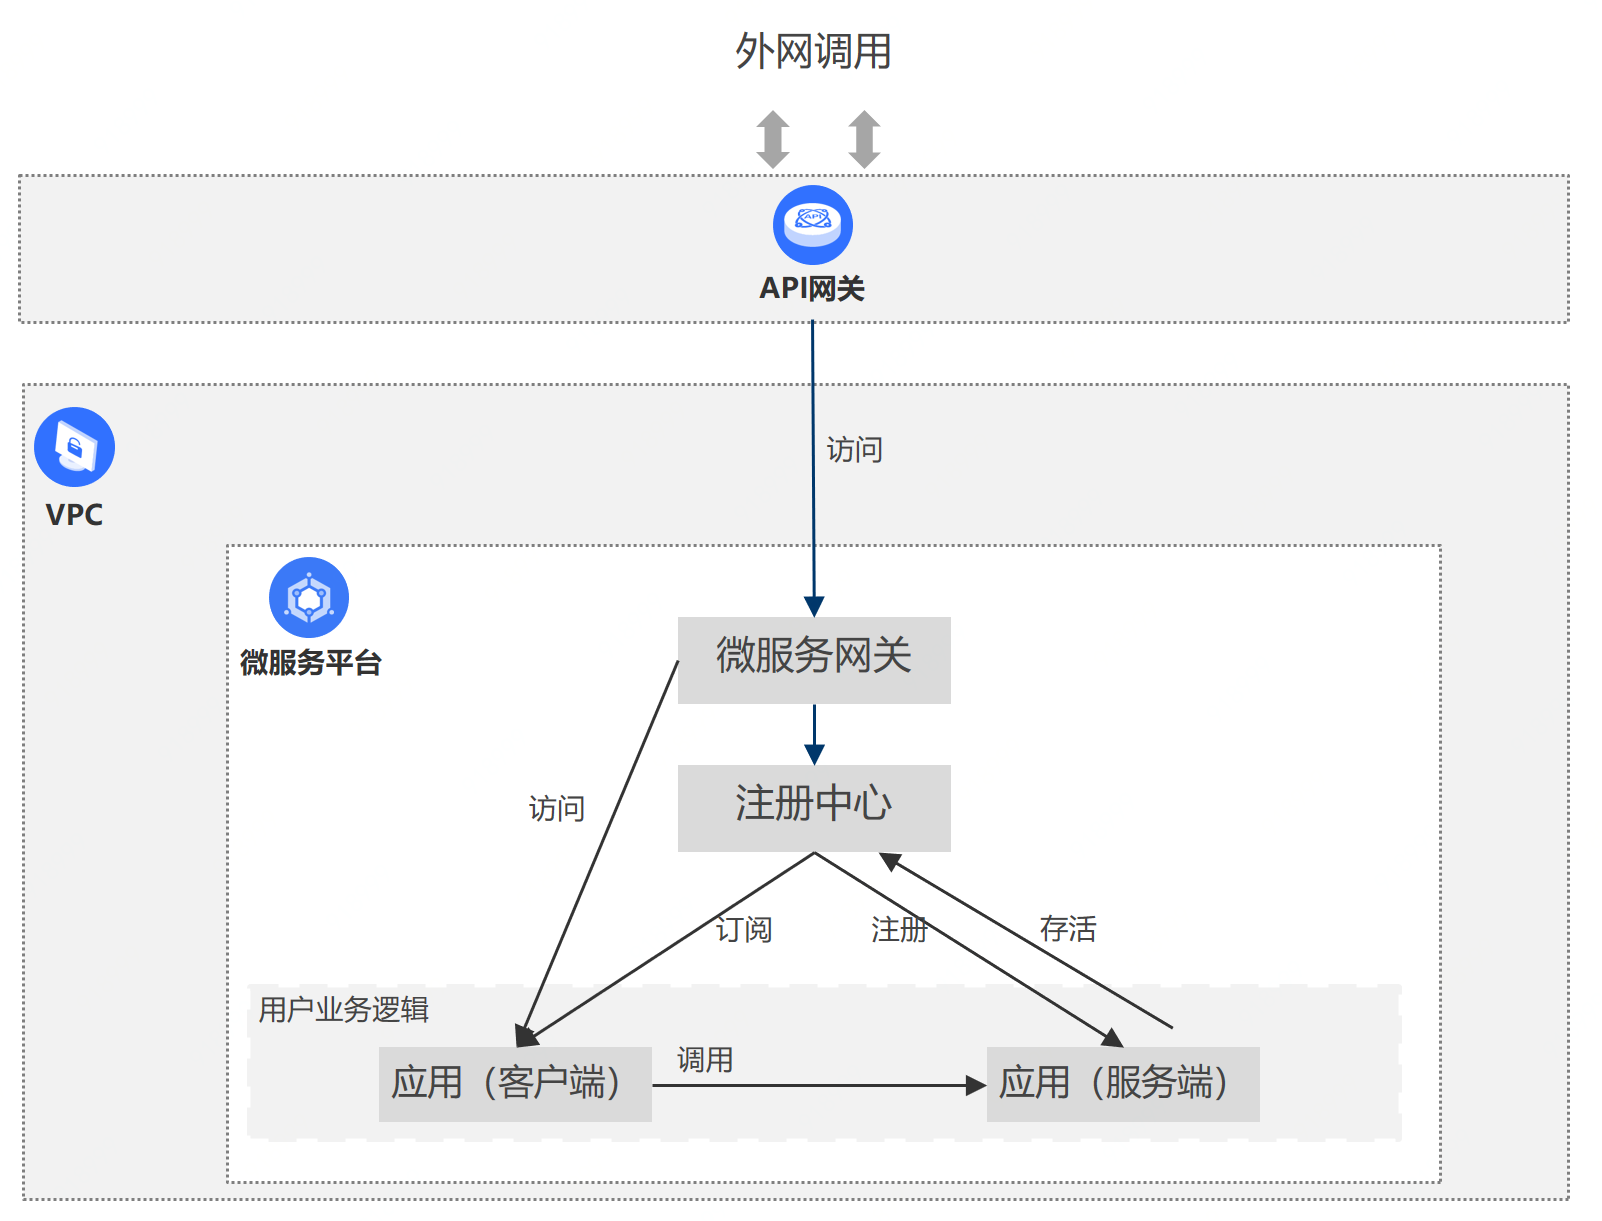 外网调用
API
API网关
访问
VPC
微服务平台
微服务网关
注册中心
访问
订阅
注册
存活
用户业务逻辑
调用
应用（客户端）
应用（服务端）